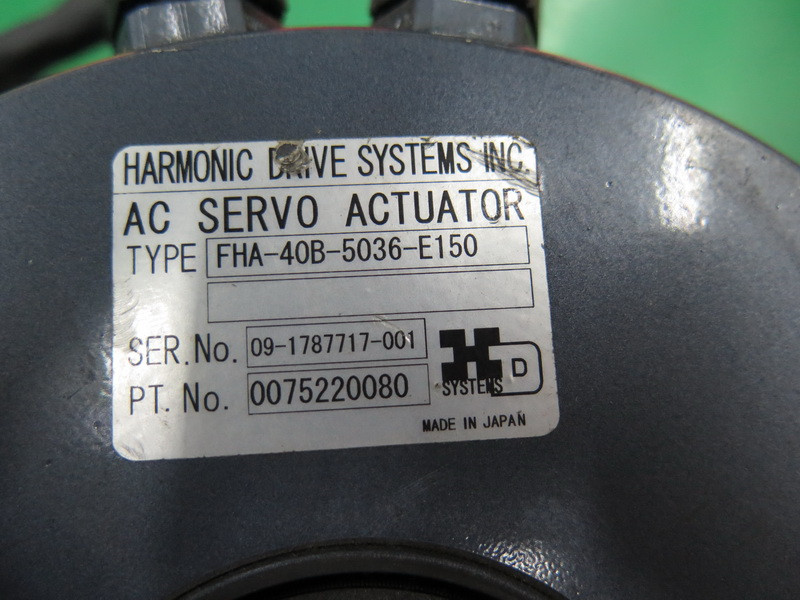 HARMONIC DRIVE SYSTEMS INC.
AC SERVO ACTUATOR
TYPE FHA-40B-5036-E150
SER.No. 09-1787717-001
PT. No. 0075220080
HD
SYSTEMS
MADE IN JAPAN